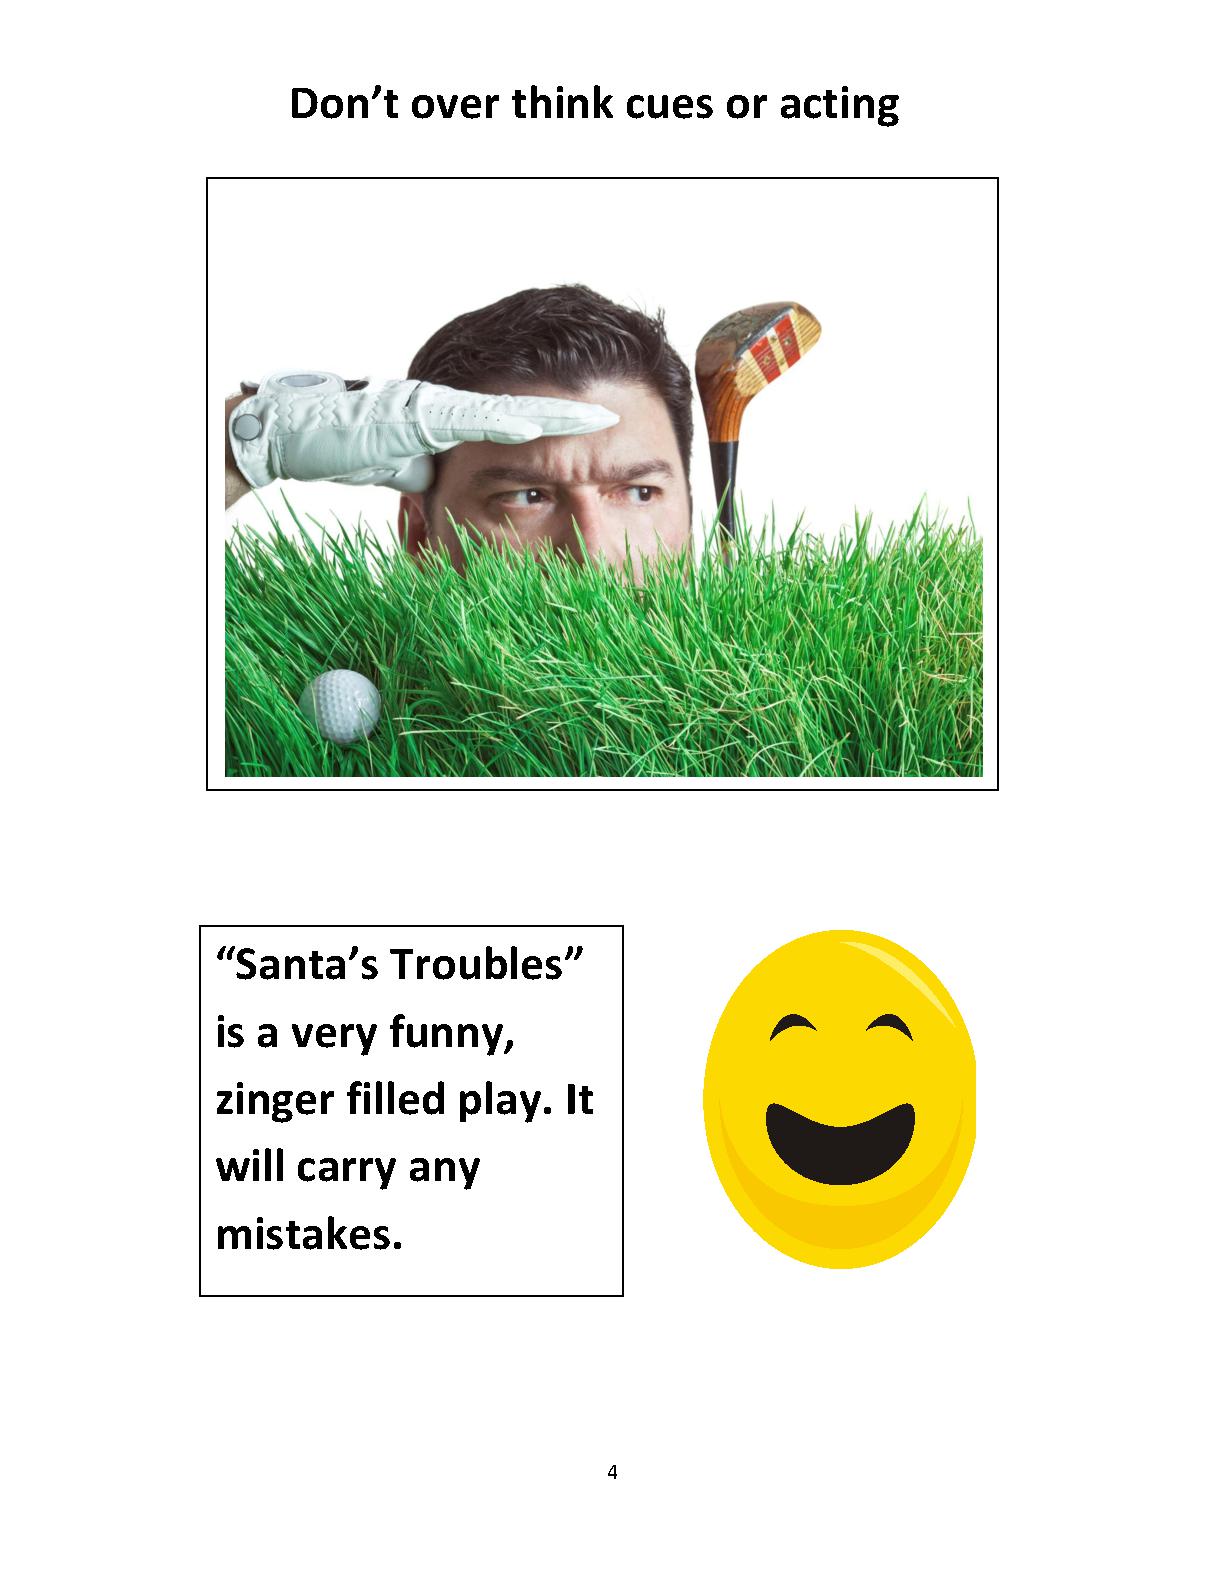 Don’t over think cues or acting
“Santa’s Troubles”
is a very funny,
zinger filled play. It
will carry any
mistakes.
4